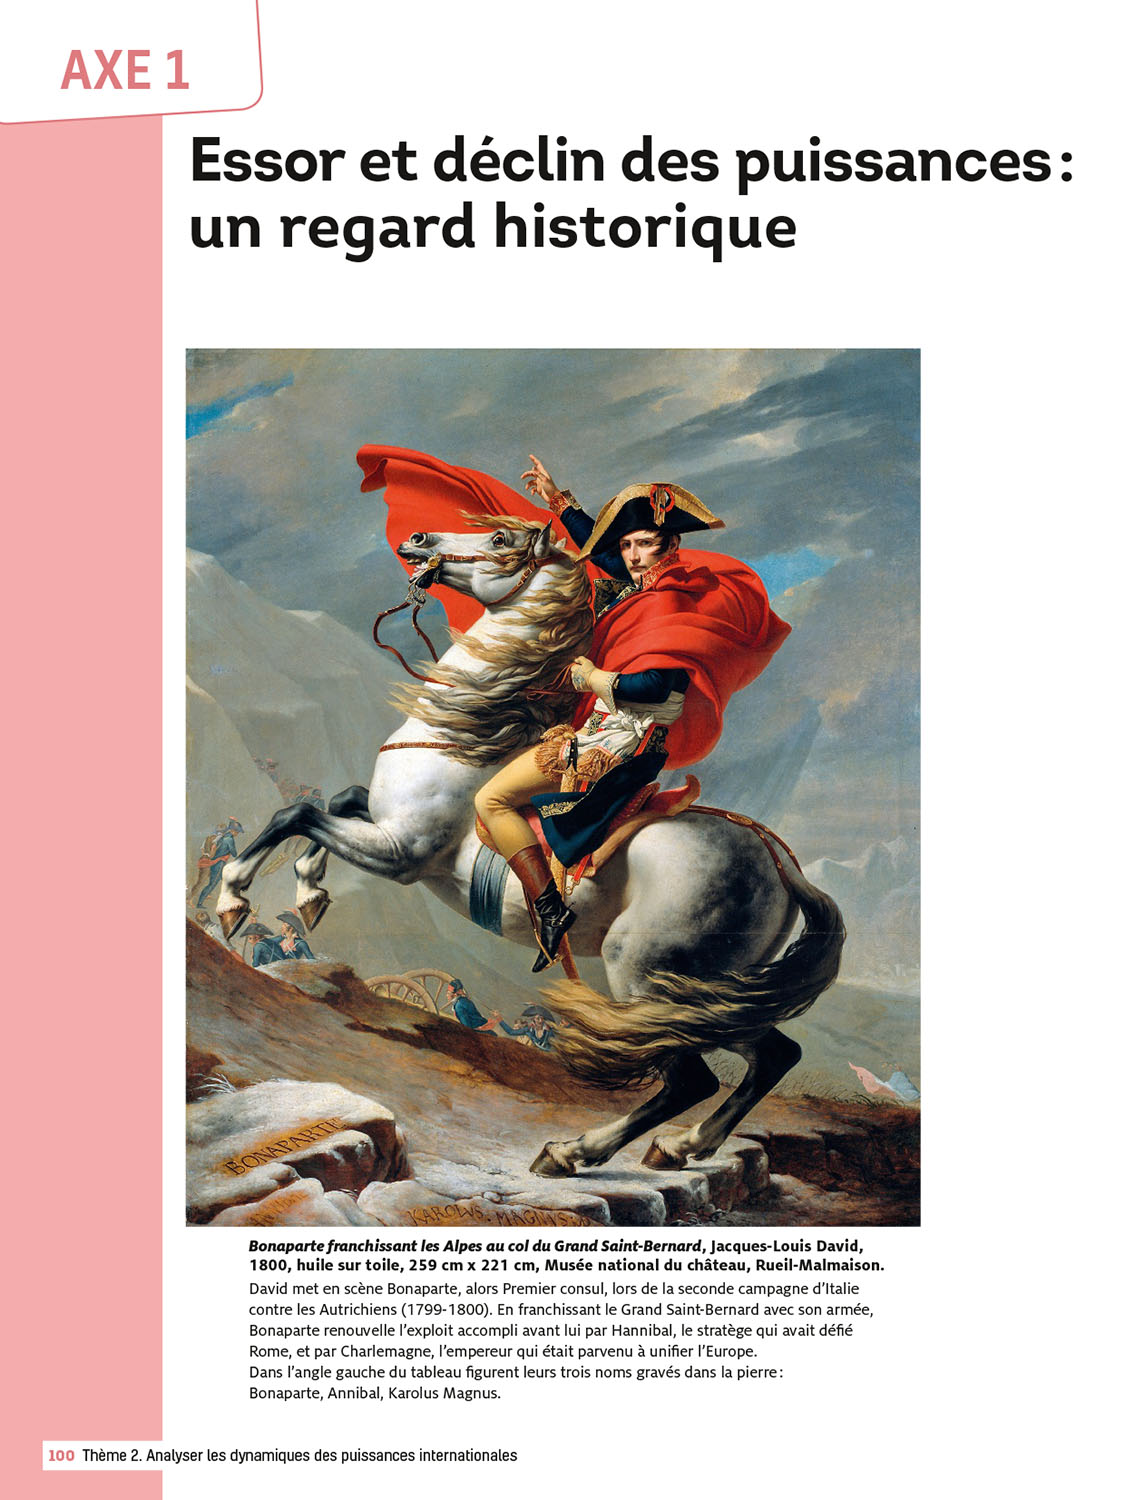 AXE 1
Essor et déclin des puissances :
un regard historique
BONAPARTE
KAROLUS MAGNUS
Bonaparte franchissant les Alpes au col du Grand Saint-Bernard, Jacques-Louis David,
1800, huile sur toile, 259 cm x 221 cm, Musée national du château, Rueil-Malmaison.
David met en scène Bonaparte, alors Premier consul, lors de la seconde campagne d’Italie
contre les Autrichiens (1799-1800). En franchissant le Grand Saint-Bernard avec son armée,
Bonaparte renouvelle l’exploit accompli avant lui par Hannibal, le stratège qui avait défié
Rome, et par Charlemagne, l’empereur qui était parvenu à unifier l’Europe.
Dans l’angle gauche du tableau figurent leurs trois noms gravés dans la pierre :
Bonaparte, Annibal, Karolus Magnus.
100 Thème 2. Analyser les dynamiques des puissances internationales